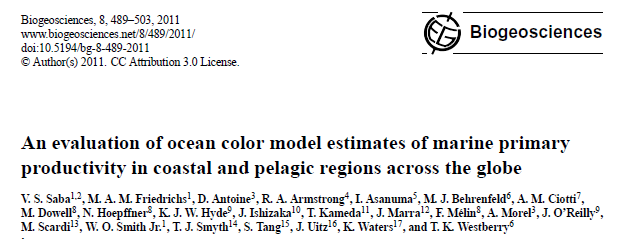 Biogeosciences, 8, 489–503, 2011
www.biogeosciences.net/8/489/2011/
doi:10.5194/bg-8-489-2011
© Author(s) 2011. CC Attribution 3.0 License.
Biogeosciences
An evaluation of ocean color model estimates of marine primary
productivity in coastal and pelagic regions across the globe
V. S. Saba1,2, M. A. M. Friedrichs1, D. Antoine3, R. A. Armstrong4, I. Asanuma5, M. J. Behrenfeld6, A. M. Ciotti7,
M. Dowell8, N. Hoepffner8, K. J. W. Hyde9, J. Ishizaka10, T. Kameda11, J. Marra12, F. Mélin8, A. Morel3, J. O'Reilly9,
M. Scardi13, W. O. Smith Jr.1, T. J. Smyth14, S. Tang15, J. Uitz16, K. Waters17, and T. K. Westberry6